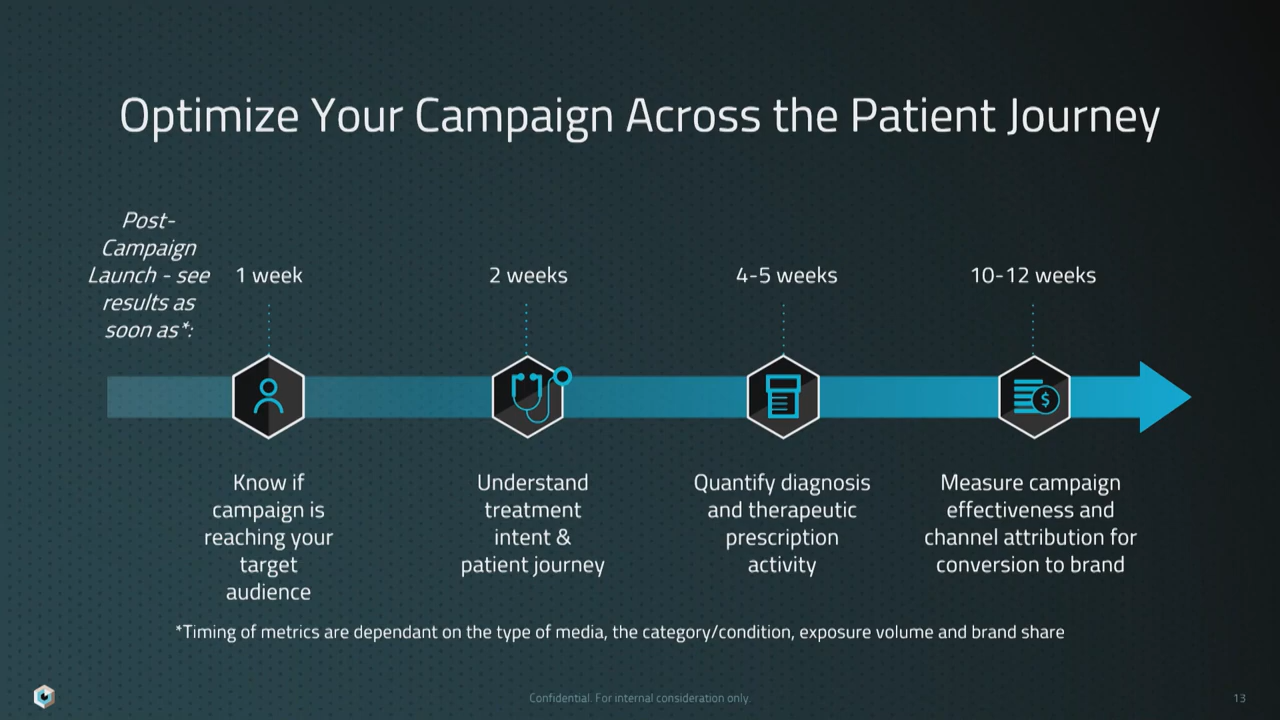 Optimize Your Campaign Across the Patient Journey
Post-
Campaign
Launch - see
results as
soon as*:
1 week
2 weeks
4-5 weeks
10-12 weeks
$
Know if
campaign is
reaching your
target
audience
Understand
treatment
intent &
patient journey
Quantify diagnosis
and therapeutic
prescription
activity
Measure campaign
effectiveness and
channel attribution for
conversion to brand
*Timing of metrics are dependant on the type of media, the category/condition, exposure volume and brand share
Confidential. For internal consideration only.
13